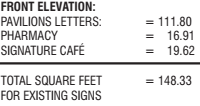 FRONT ELEVATION:
PAVILIONS LETTERS: = 111.80
PHARMACY 16.91
SIGNATURE CAFÉ = 19.62
TOTAL SQUARE FEET = 148.33
FOR EXISTING SIGNS